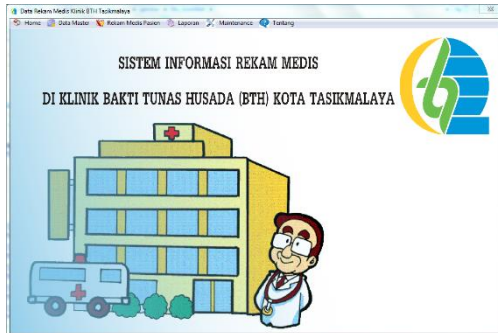 Data Rekam Medis Klinik BTH Tasikmalaya
Home Data Master Rekam Medis Pasien Laporan Maintenance Tentang
SISTEM INFORMASI REKAM MEDIS
DI KLINIK BAKTI TUNAS HUSADA (BTH) KOTA TASIKMALAYA